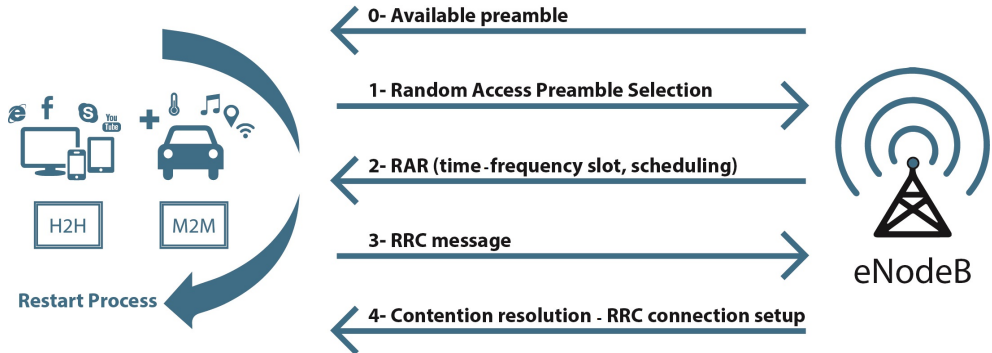 0- Available preamble
1- Random Access Preamble Selection
2- RAR (time-frequency slot, scheduling)
3- RRC message
4- Contention resolution - RRC connection setup
You
Tube
H2H
M2M
Restart Process
eNodeB